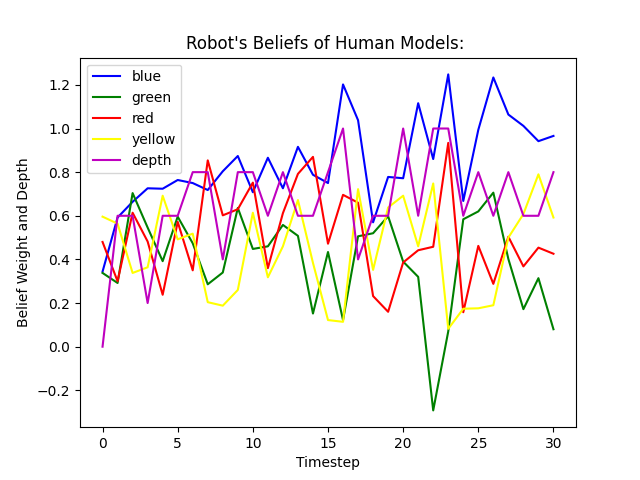 Robot's Beliefs of Human Models:
blue
green
red
yellow
depth
Belief Weight and Depth
1.2
1.0
0.8
0.6
0.4
0.2
0.0
−0.2
0 5 10 15 20 25 30
Timestep